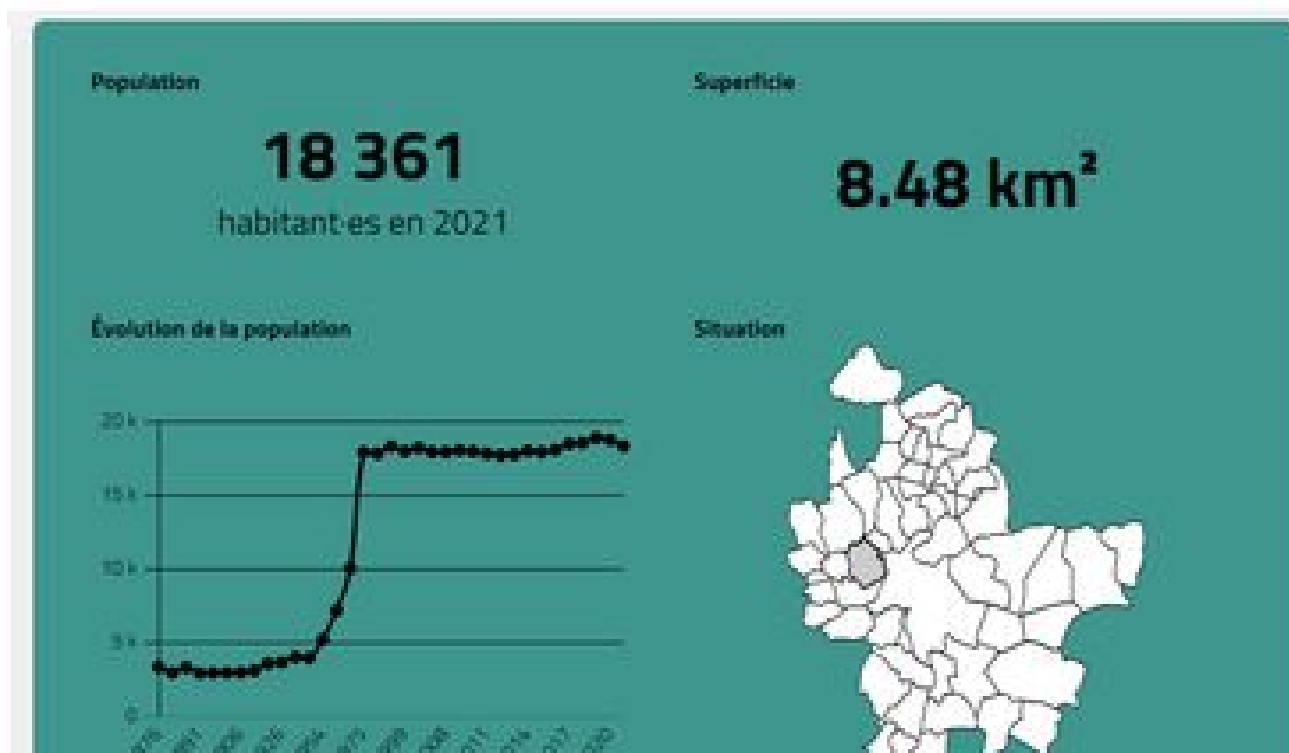 Population
18 361
habitant·es en 2021
Superficie
8.48 km²
Évolution de la population
20 k
15 k
10 k
5 k
0
Situation